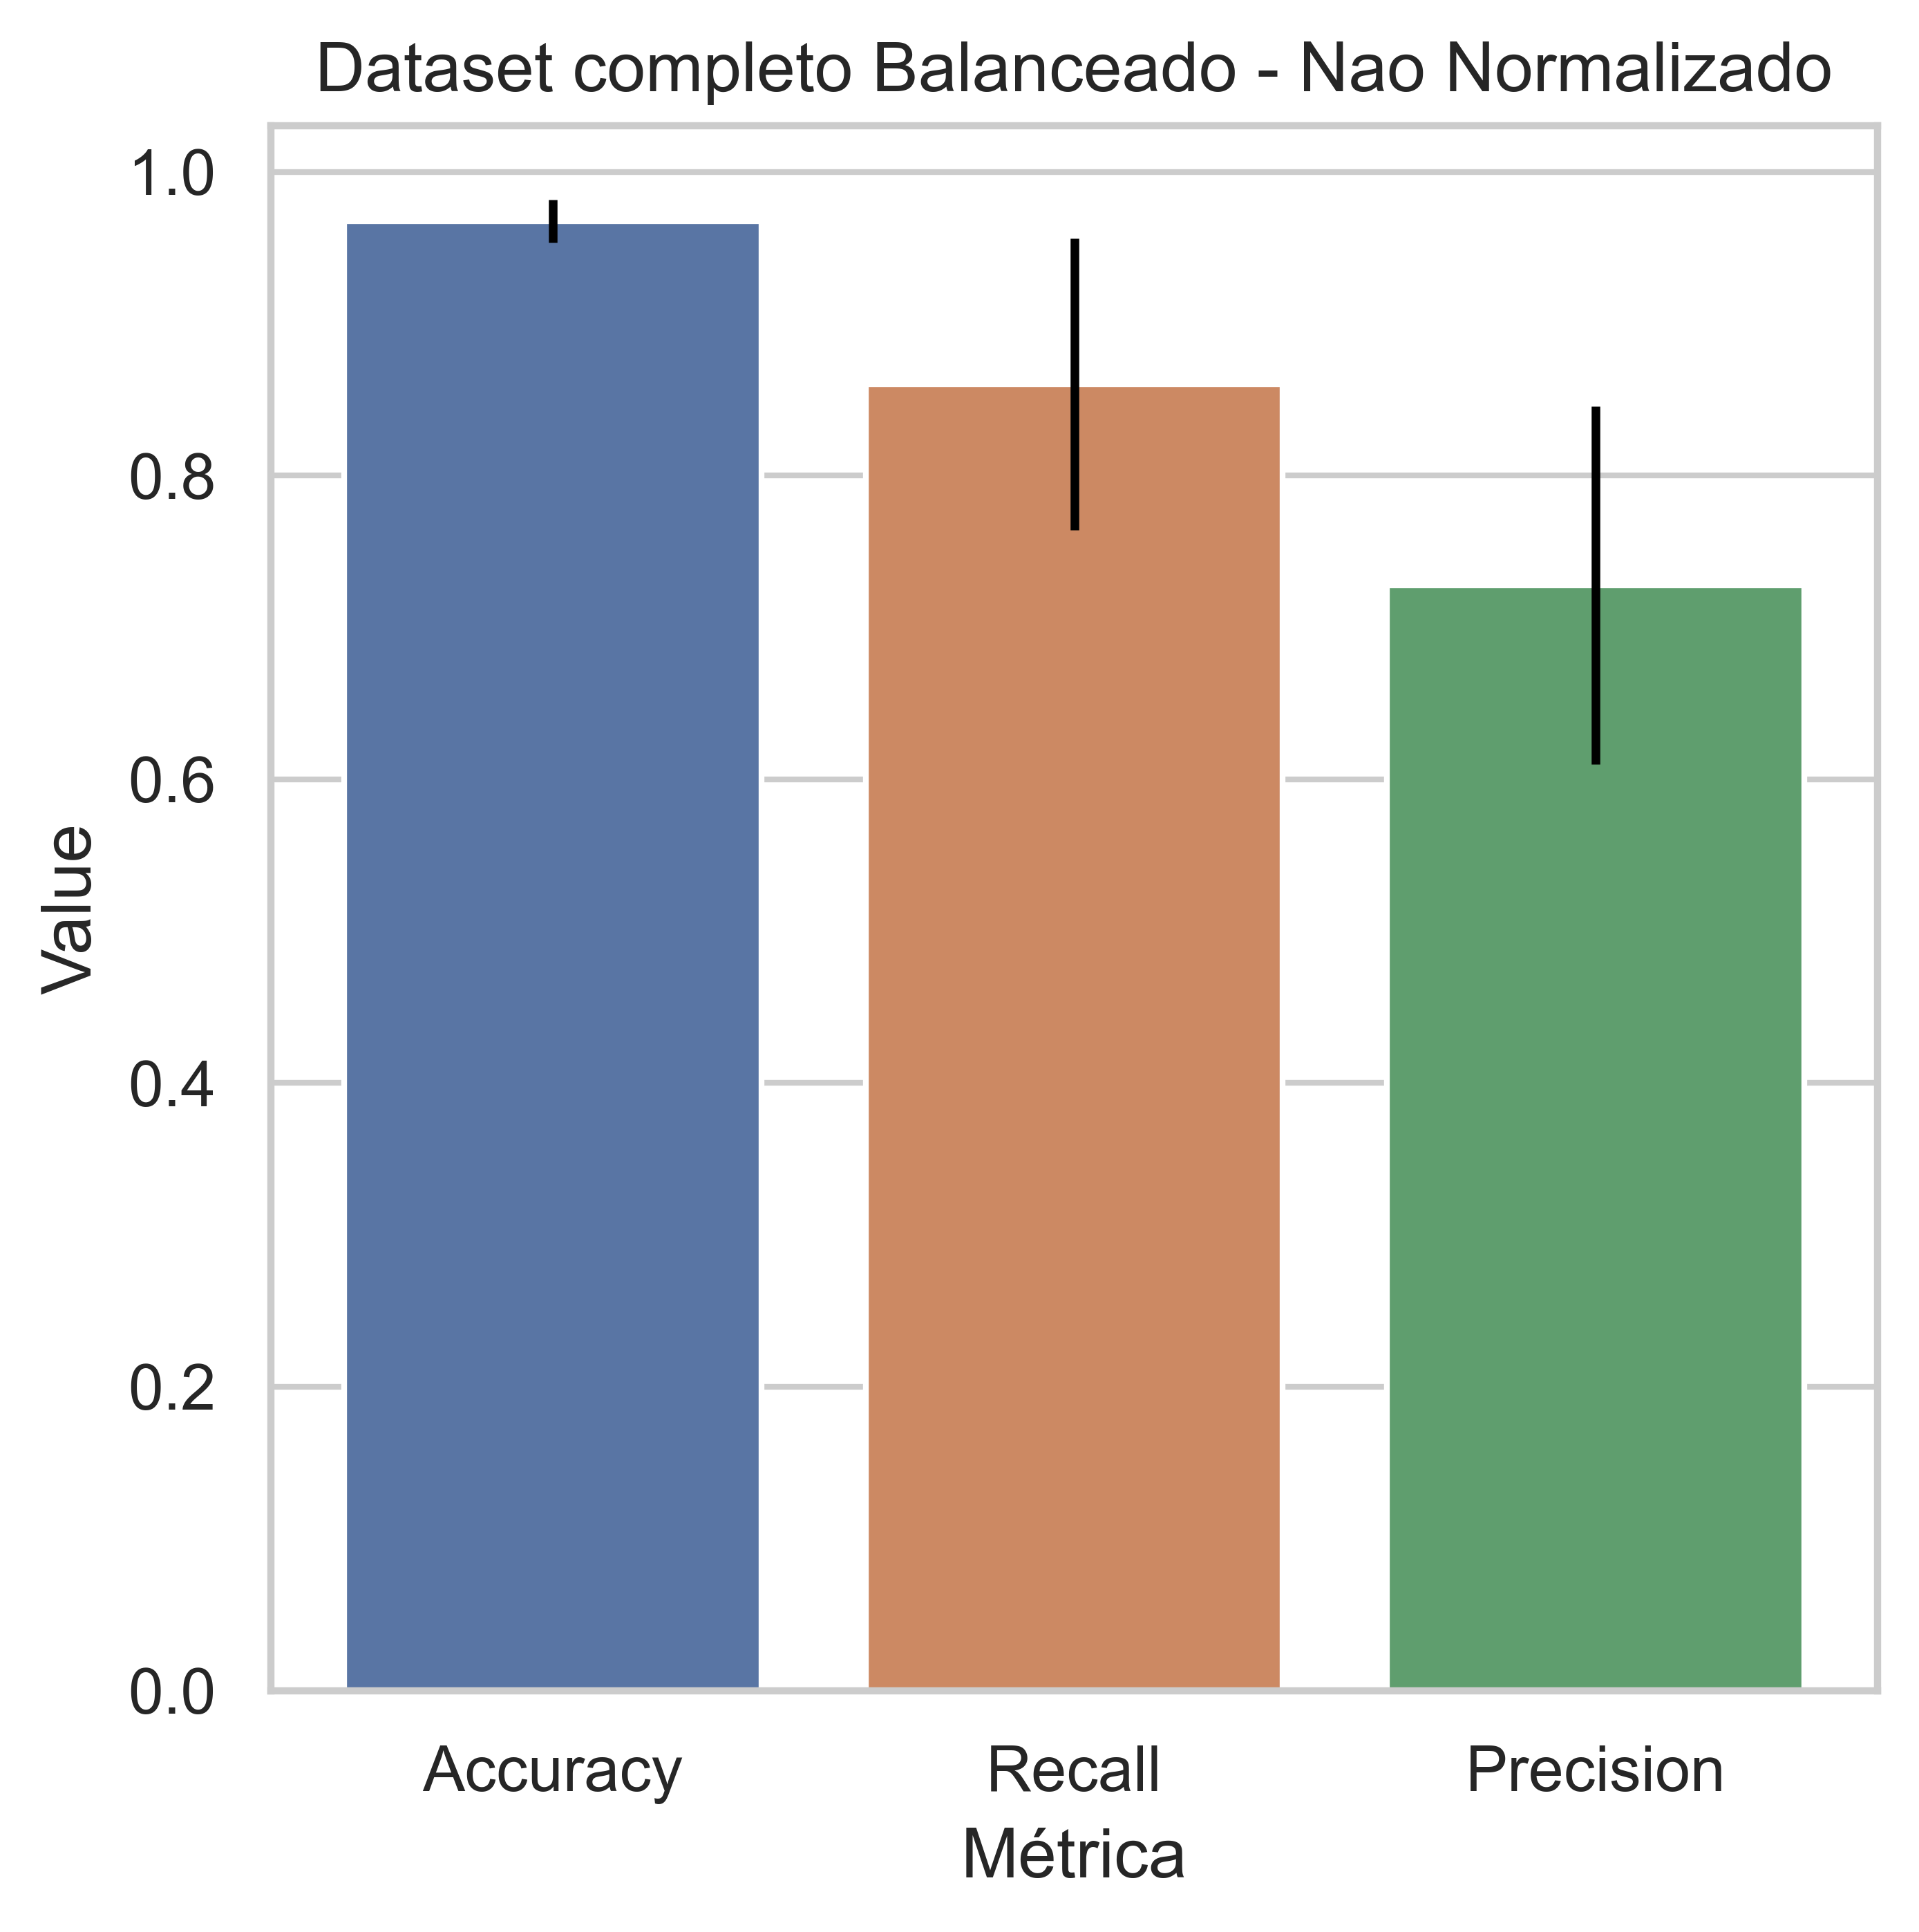 Dataset completo Balanceado - Nao Normalizado
1.0
0.8
0.6
0.4
0.2
0.0
Value
Accuracy Recall Precision
Métrica